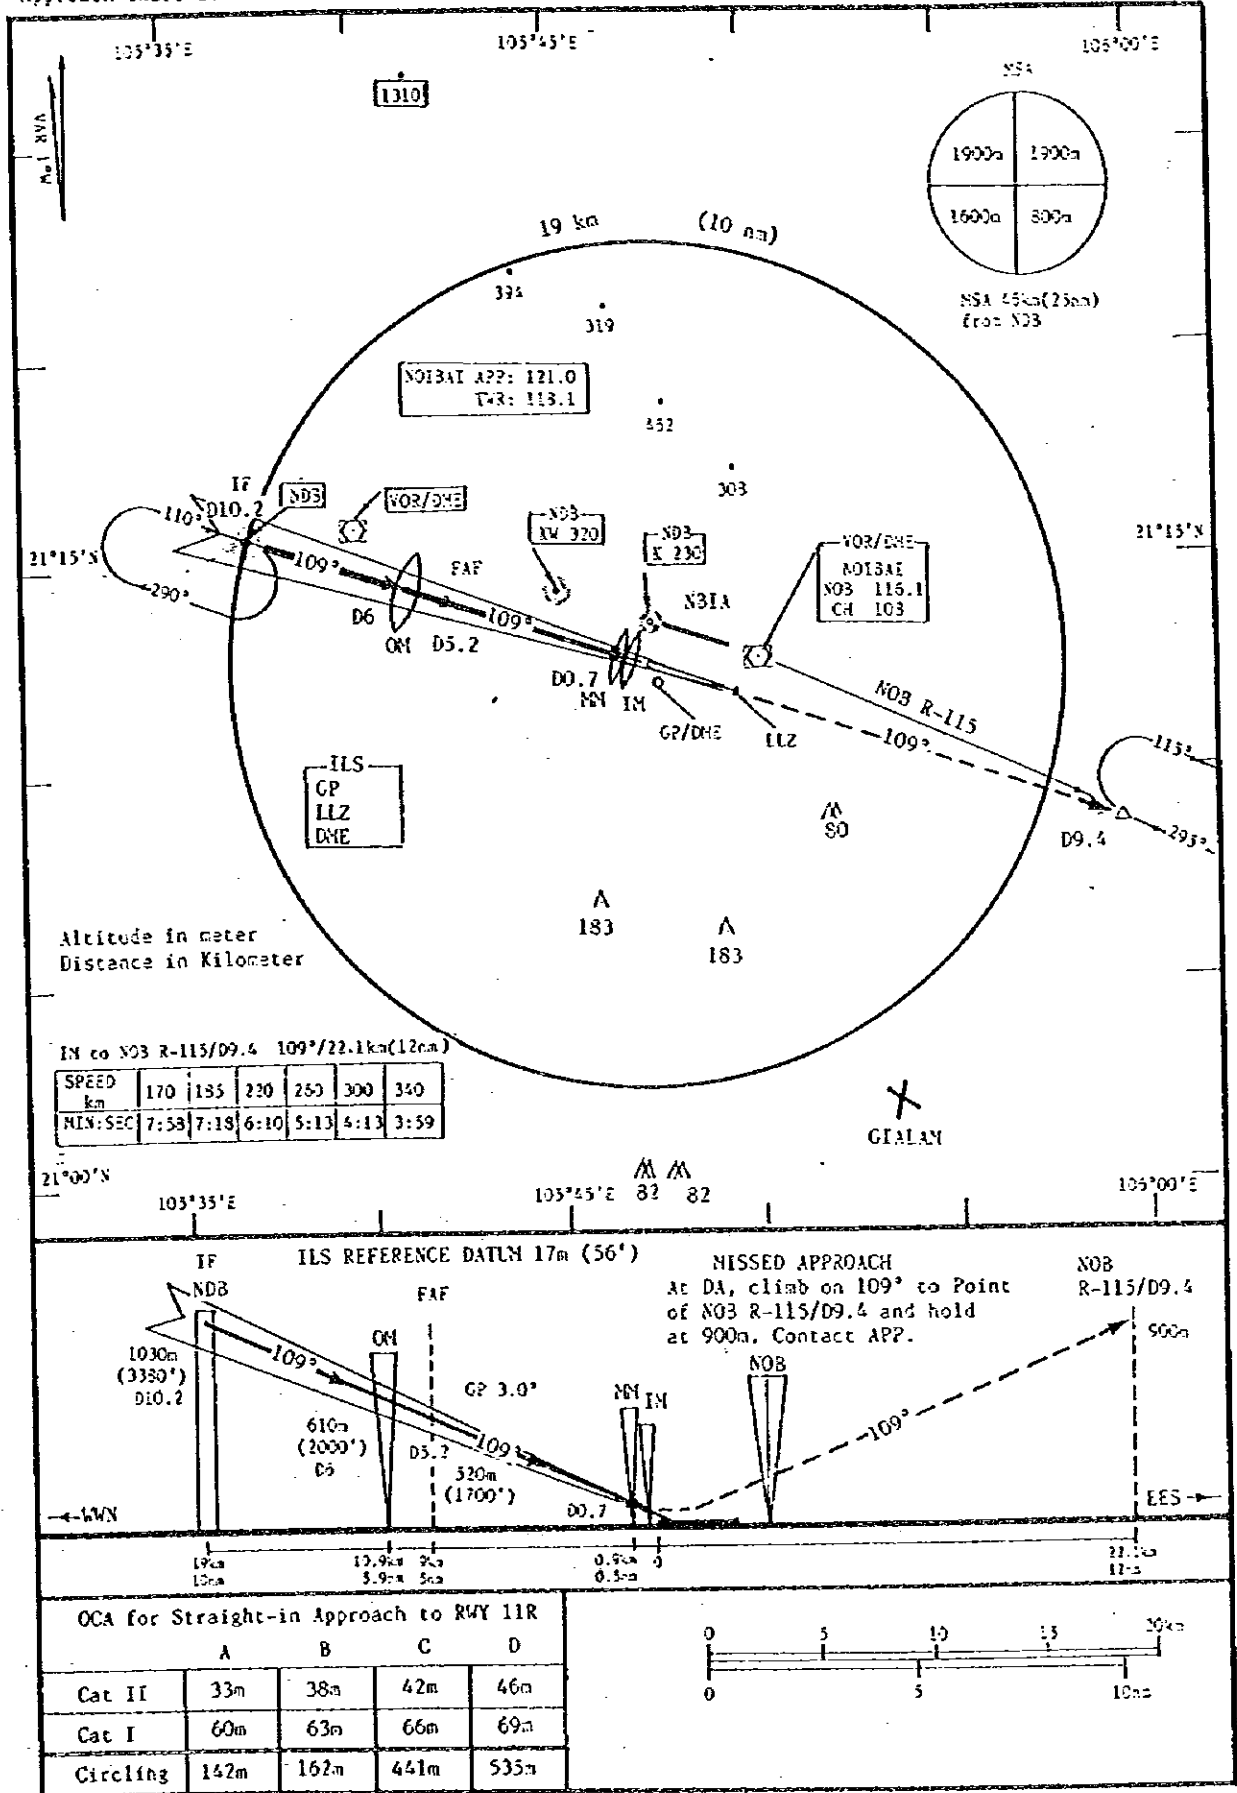 105°35'E
105°45'E
106°00'E
VAR 1°W
1310
MSA
1900m 1900m
1600m 800m
MSA 45km(25nm)
from NOB
19 km (10 nm)
394
319
NOIBAI APP: 121.0
TWR: 118.1
452
308
IF
D10.2
NDB
VOR/DME
110°
290°
21°15'N
21°15'N
109°
FAF
NDB
XW 320
NDB
X 230
NBIA
VOR/DME
NOIBAI
NOB 116.1
CH 108
D6
OM
D5.2
109°
D0.7
MM IM
GP/DME
LLZ
NOB R-115
109°
115°
295°
D9.4
ILS
GP
LLZ
DME
80
183
183
Altitude in meter
Distance in Kilometer
IM to NOB R-115/D9.4 109°/22.1km(12nm)
SPEED km 170 185 220 260 300 340
MIN:SEC 7:58 7:18 6:10 5:13 4:13 3:59
GIALAM
21°00'N
82 82
105°35'E
105°45'E
106°00'E
IF
NDB
ILS REFERENCE DATUM 17m (56')
FAF
OM
MISSED APPROACH
At DA, climb on 109° to Point
of NOB R-115/D9.4 and hold
at 900m. Contact APP.
NOB
R-115/D9.4
900m
1030m
(3380')
D10.2
109°
GP 3.0°
MM IM
NOB
610m
(2000')
D6
D5.2
109°
520m
(1700')
D0.7
109°
WWN
EES
19km
10nm
10.9km
5.9nm
9km
5nm
0.9km
0.5nm
0
22.1km
12nm
OCA for Straight-in Approach to RWY 11R
A B C D
Cat II 33m 38m 42m 46m
Cat I 60m 63m 66m 69m
Circling 142m 162m 441m 535m
0 5 10 15 20km
0 5 10nm